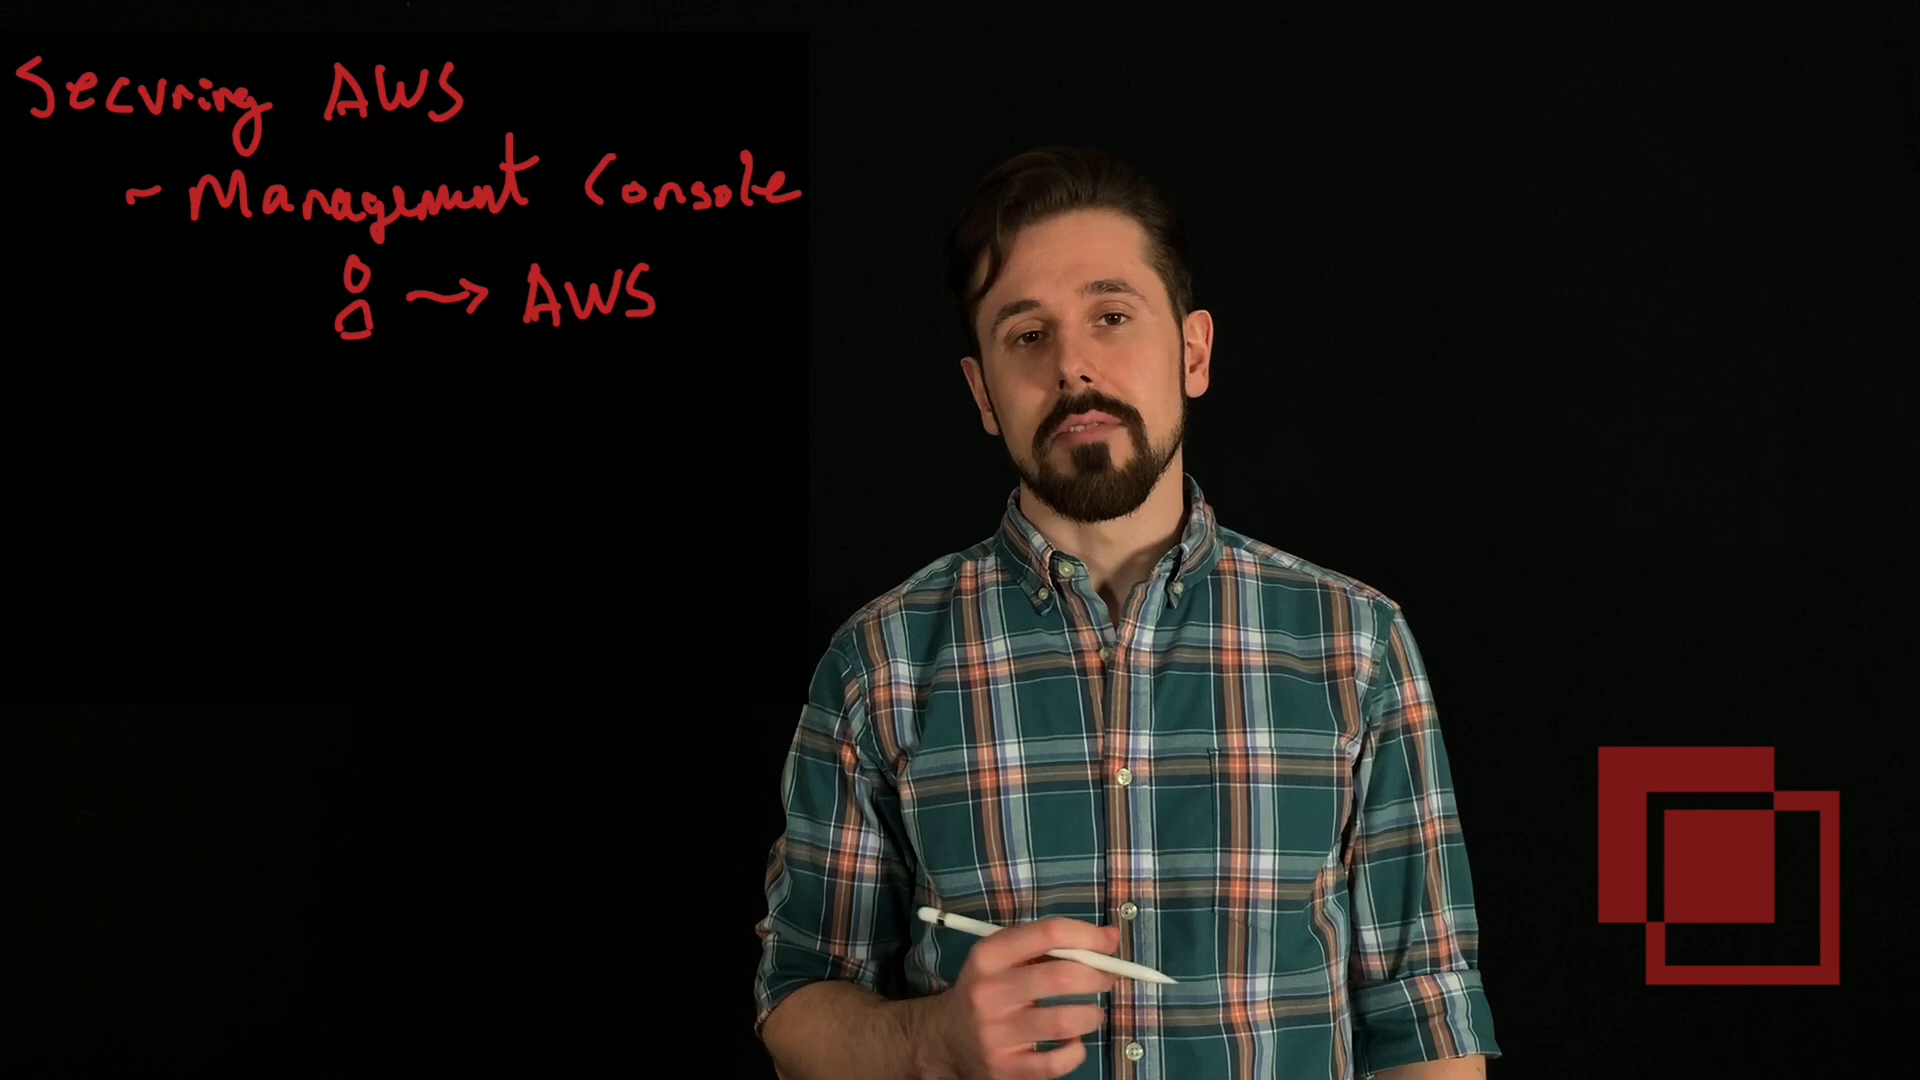 Securing AWS
- Management Console
→ AWS